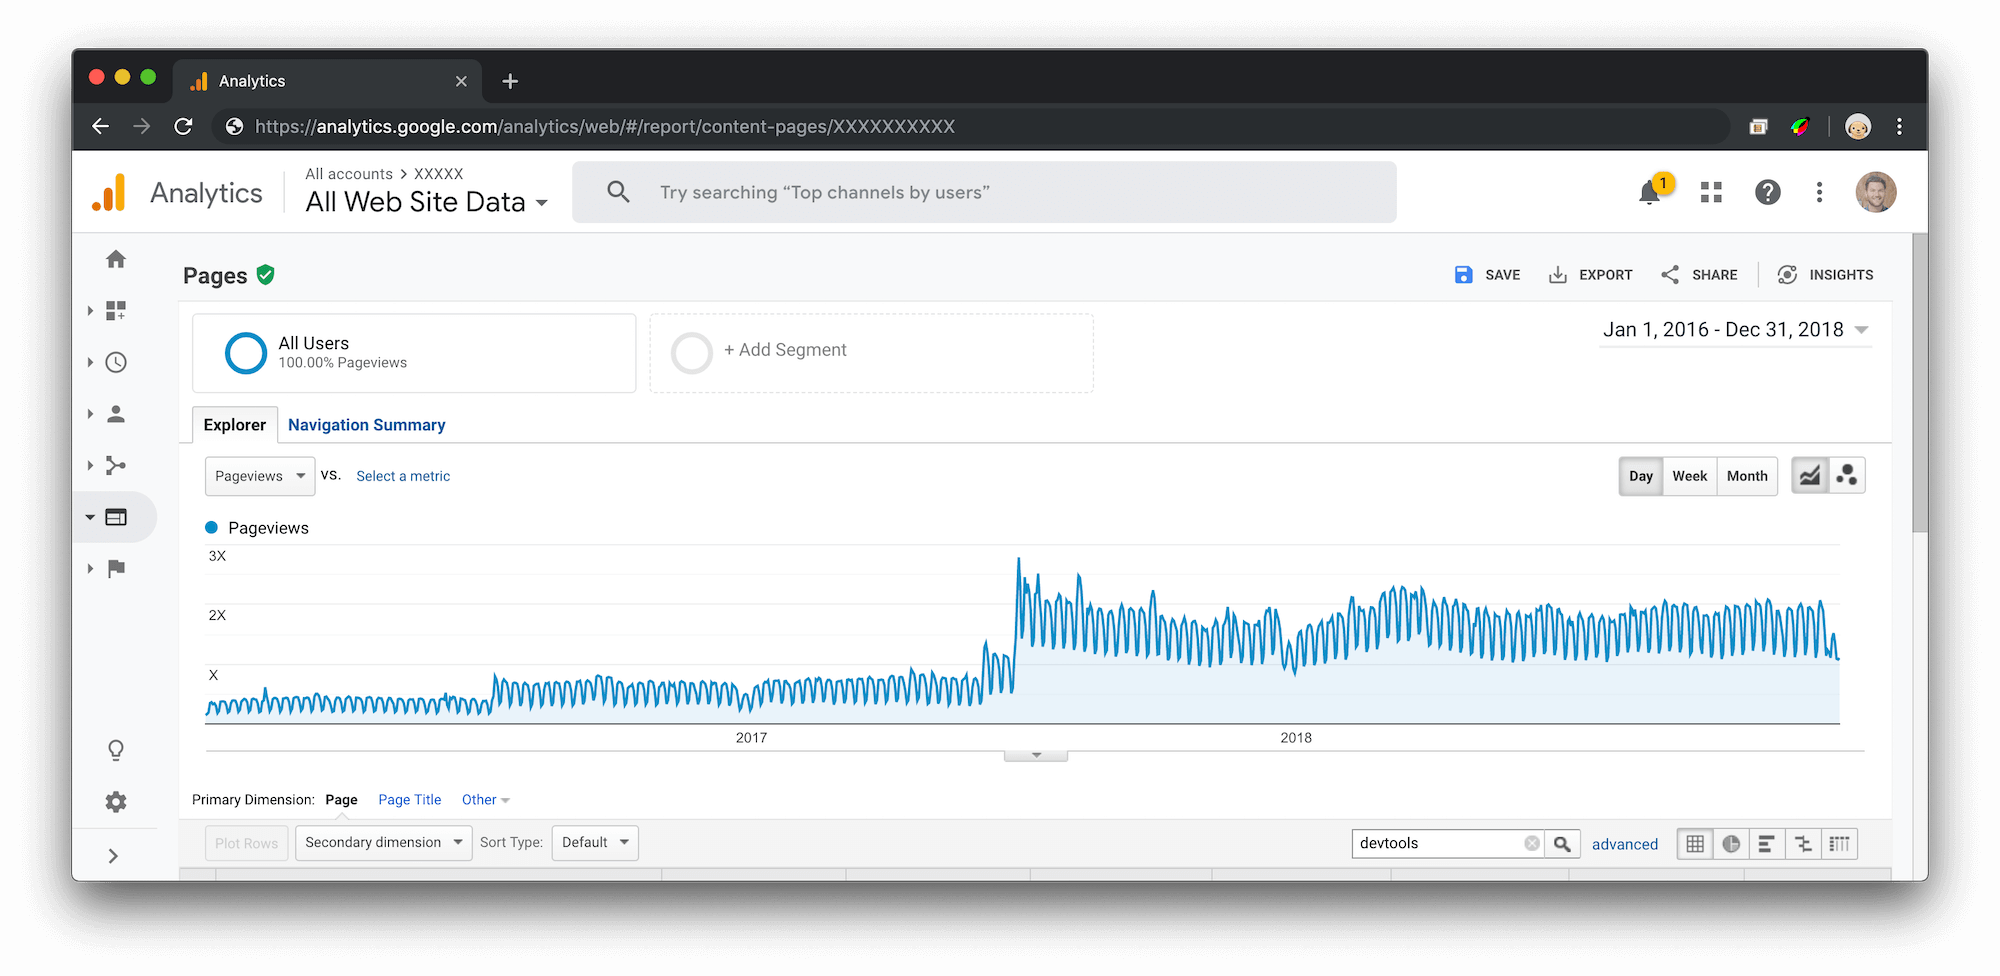 Analytics
https://analytics.google.com/analytics/web/#/report/content-pages/XXXXXXXXXX
Analytics
All accounts > XXXXX
All Web Site Data
Try searching “Top channels by users”
1
Pages
SAVE
EXPORT
SHARE
INSIGHTS
All Users
100.00% Pageviews
+ Add Segment
Jan 1, 2016 - Dec 31, 2018
Explorer
Navigation Summary
Pageviews
VS.
Select a metric
Day
Week
Month
Pageviews
3X
2X
X
2017
2018
Primary Dimension:
Page
Page Title
Other
Plot Rows
Secondary dimension
Sort Type:
Default
devtools
advanced